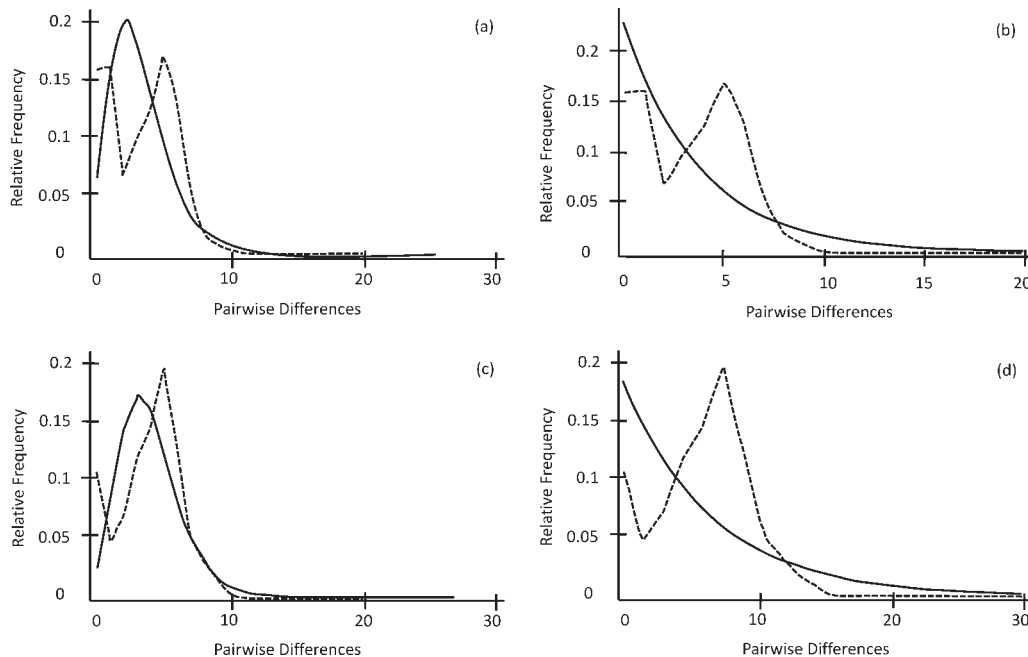 (a)
Relative Frequency
0.2
0.15
0.1
0.05
0
0 10 20 30
Pairwise Differences
(b)
Relative Frequency
0.2
0.15
0.1
0.05
0
0 5 10 15 20
Pairwise Differences
(c)
Relative Frequency
0.2
0.15
0.1
0.05
0
0 10 20 30
Pairwise Differences
(d)
Relative Frequency
0.2
0.15
0.1
0.05
0
0 10 20 30
Pairwise Differences